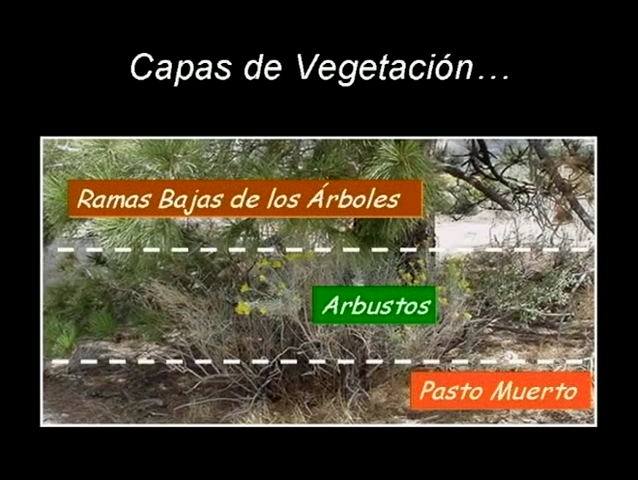 Capas de Vegetación...
Ramas Bajas de los Árboles
Arbustos
Pasto Muerto